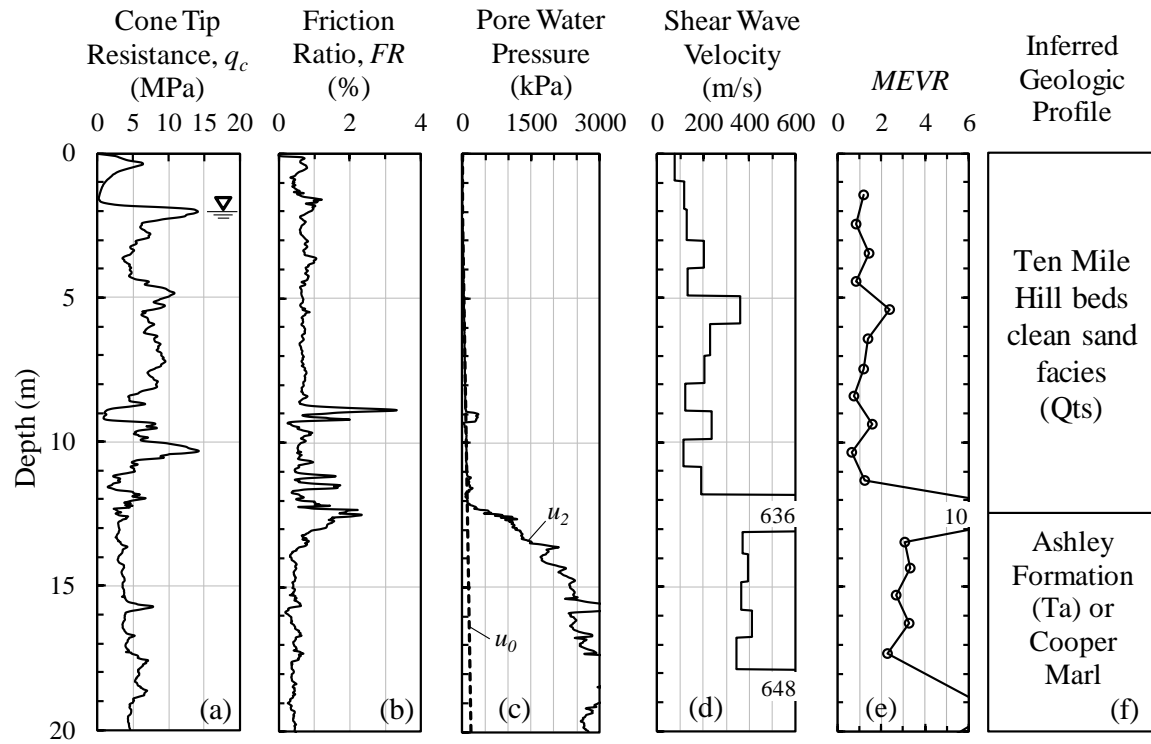 Cone Tip
Resistance, qc
(MPa)
Friction
Ratio, FR
(%)
Pore Water
Pressure
(kPa)
Shear Wave
Velocity
(m/s)
MEVR
Inferred
Geologic
Profile
0 5 10 15 20
0 2 4
0 1500 3000
0 200 400 600
0 2 4 6
Depth (m)
0
5
10
15
20
u2
u0
636
648
10
Ten Mile
Hill beds
clean sand
facies
(Qts)
Ashley
Formation
(Ta) or
Cooper
Marl
(a)
(b)
(c)
(d)
(e)
(f)